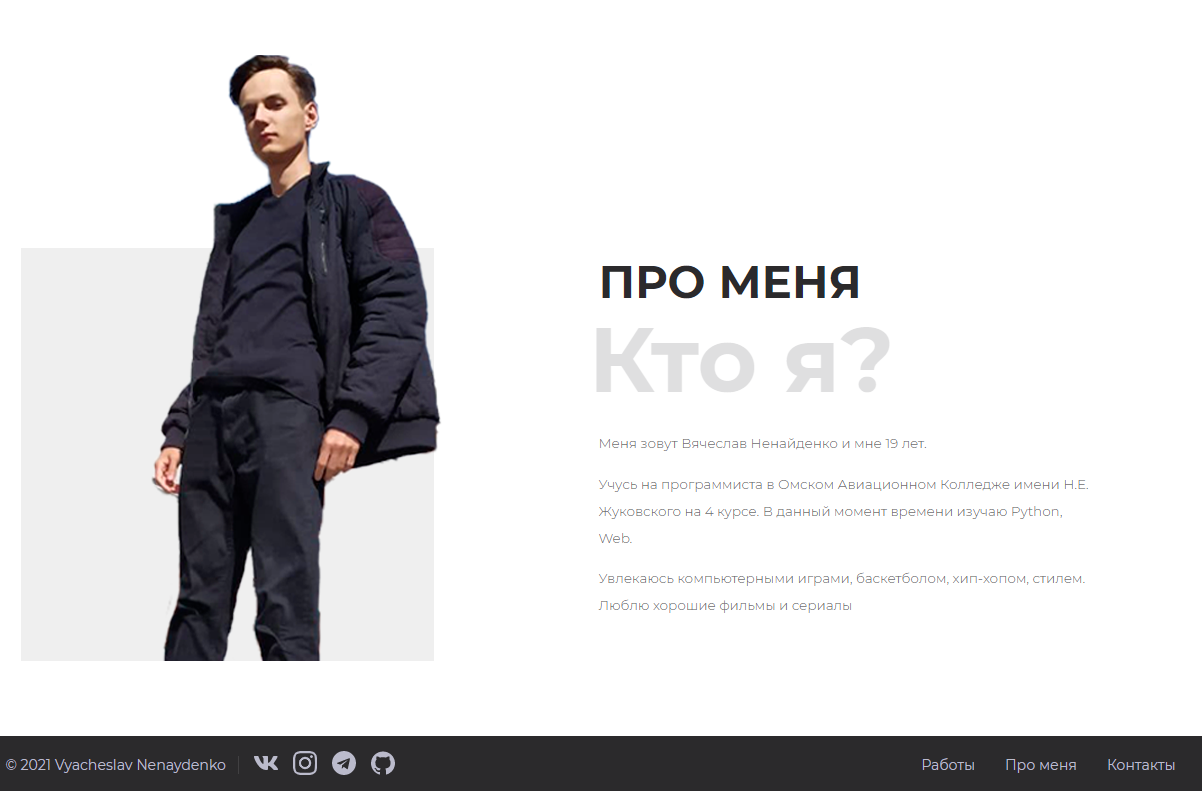 ПРО МЕНЯ
Кто я?
Меня зовут Вячеслав Ненайденко и мне 19 лет.
Учусь на программиста в Омском Авиационном Колледже имени Н.Е.
Жуковского на 4 курсе. В данный момент времени изучаю Python,
Web.
Увлекаюсь компьютерными играми, баскетболом, хип-хопом, стилем.
Люблю хорошие фильмы и сериалы
© 2021 Vyacheslav Nenaydenko
Работы Про меня Контакты